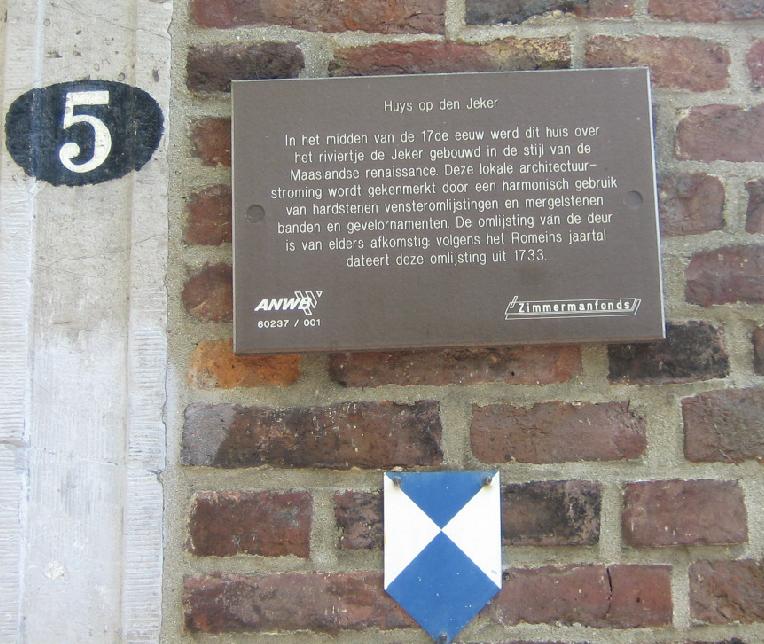 5
Huys op den Jeker
In het midden van de 17de eeuw werd dit huis over
het riviertje de Jeker gebouwd in de stijl van de
Maaslandse renaissance. Deze lokale architectuur-
stroming wordt gekenmerkt door een harmonisch gebruik
van hardstenen vensteromlijstingen en mergelstenen
banden en gevelornamenten. De omlijsting van de deur
is van elders afkomstig: volgens het Romeins jaartal
dateert deze omlijsting uit 1733.
ANWB
60237 / 001
Zimmermanfonds